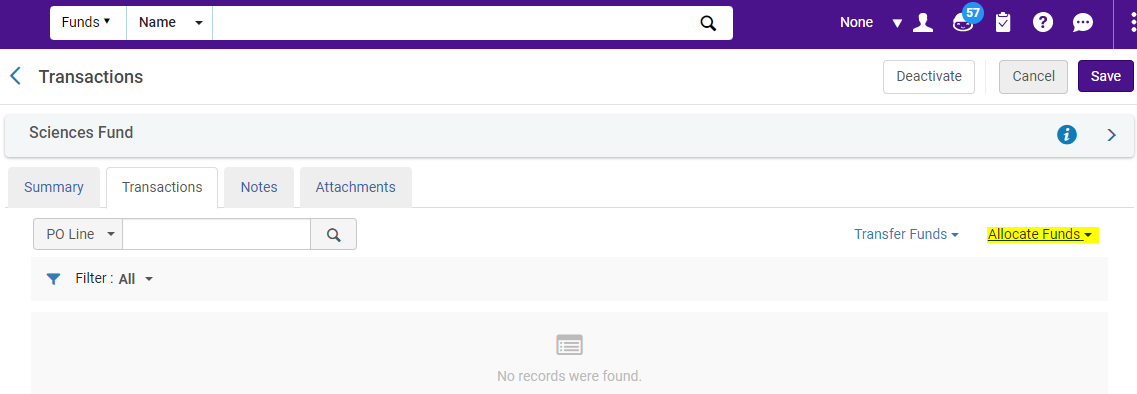 Funds Name None 57
Transactions Deactivate Cancel Save
Sciences Fund
Summary Transactions Notes Attachments
PO Line Transfer Funds Allocate Funds
Filter : All
No records were found.